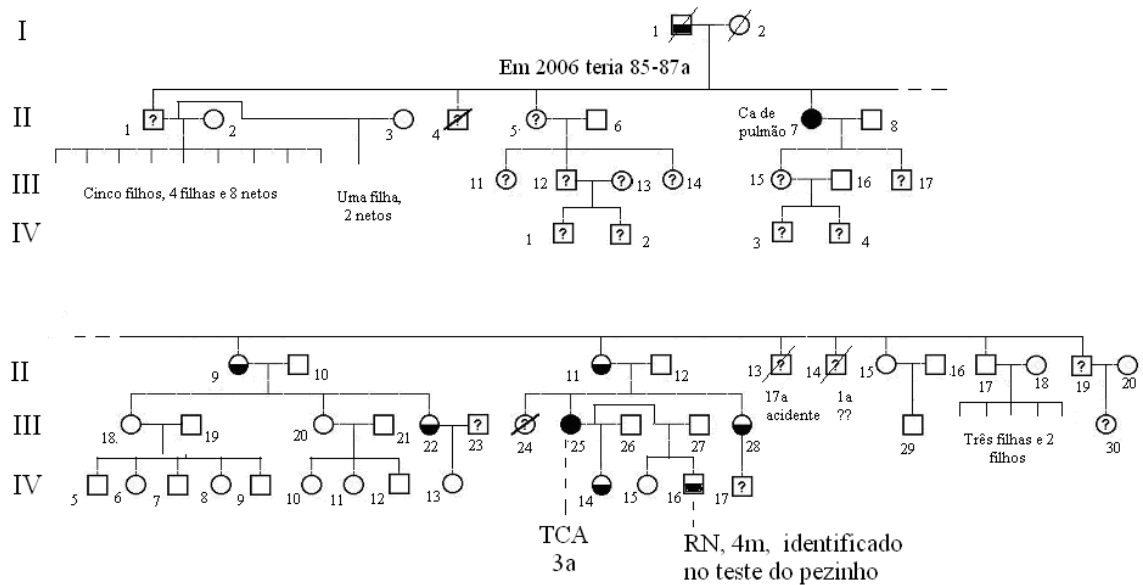 I
1 2
Em 2006 teria 85-87a
II
1 ? 2 3 4 ? 5. ? 6 Ca de
pulmão 7 8
III
Cinco filhos, 4 filhas e 8 netos
Uma filha,
2 netos
11 ? 12 ? ? 13 ? 14 15 ? 16 ? 17
IV
1 ? ? 2 3 ? ? 4
II
9 10 11 12 13 ? 14 ? 15 16 17 18 ? 19 20
17a
acidente
1a
??
III
18. 19 20 21 22 ? 23 ? 24 25 26 27 28 29 ? 30
Três filhas e 2
filhos
IV
5 6 7 8 9 10 11 12 13 14 15 16 17 ?
TCA
3a
RN, 4m, identificado
no teste do pezinho